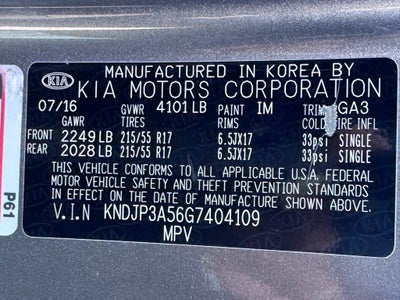 MANUFACTURED IN KOREA BY
KIA KIA MOTORS CORPORATION
07/16 GVWR 4101 LB PAINT IM TRIM GA3
GAWR TIRES RIMS COLD TIRE INFL
FRONT 2249 LB 215/55 R17 6.5JX17 33psi SINGLE
REAR 2028 LB 215/55 R17 6.5JX17 33psi SINGLE
THIS VEHICLE CONFORMS TO ALL APPLICABLE U.S.A. FEDERAL
MOTOR VEHICLE SAFETY AND THEFT PREVENTION STANDARDS
IN EFFECT ON THE DATE OF MANUFACTURE SHOWN ABOVE.
V.I.N KNDJP3A56G7404109
MPV
P61